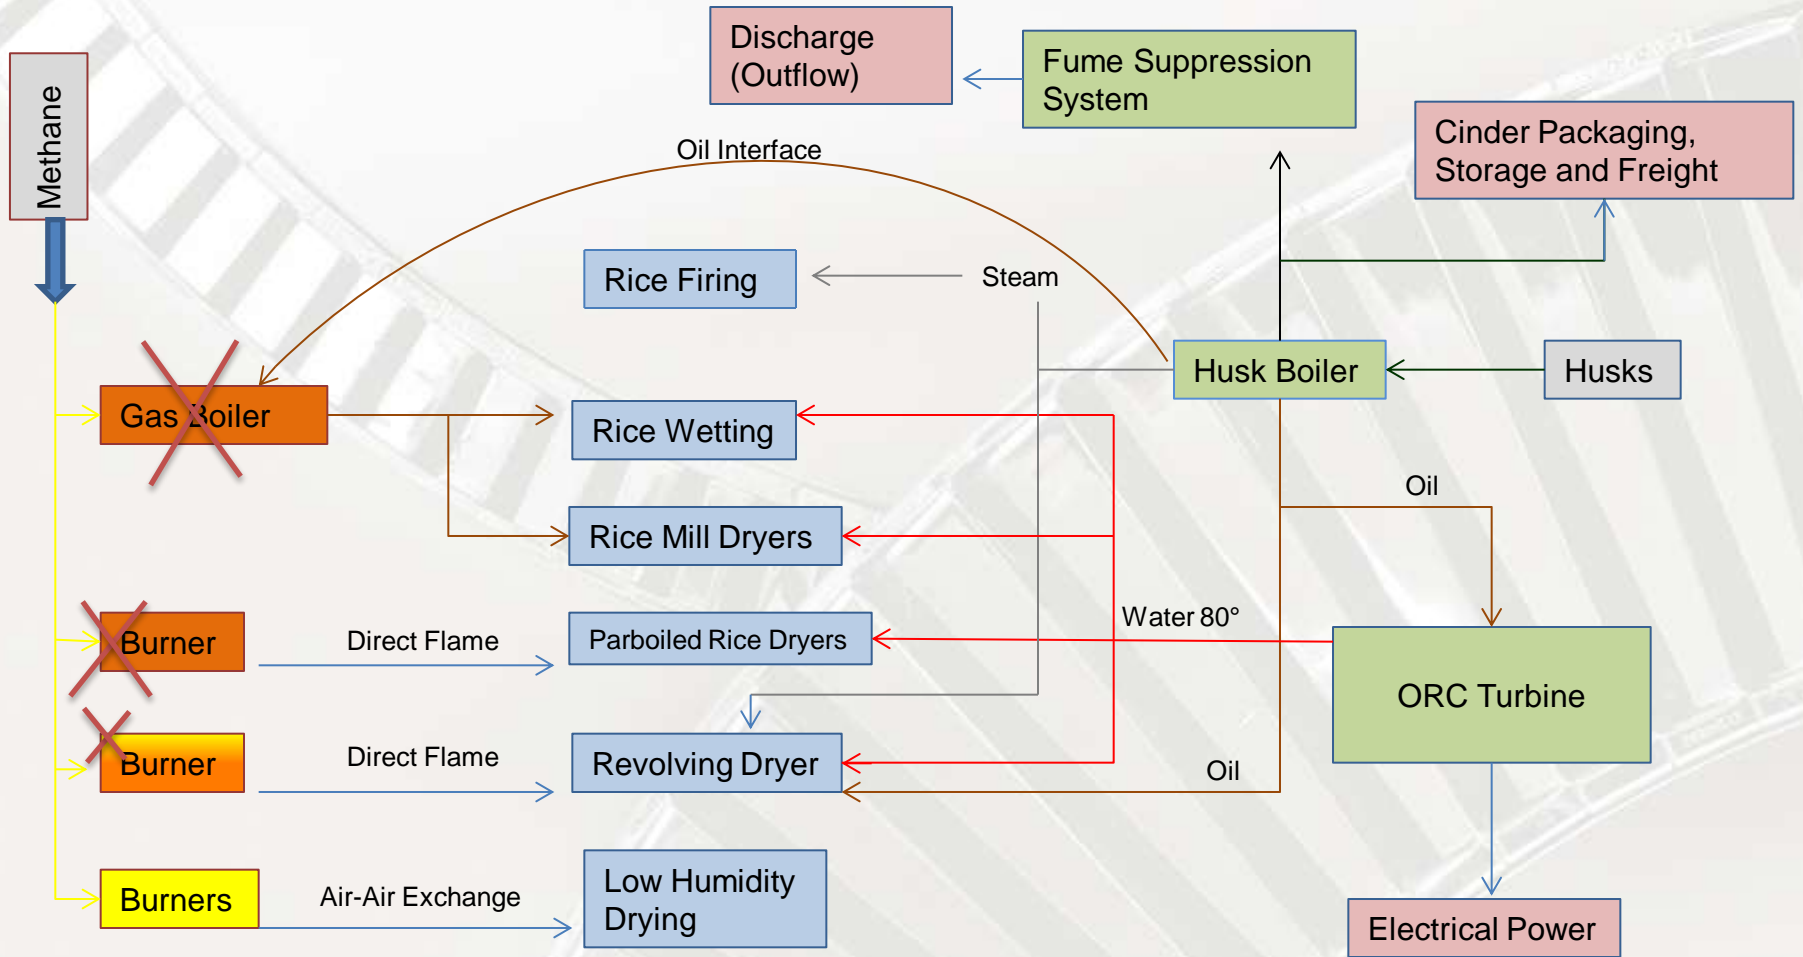 Discharge
(Outflow)
Fume Suppression
System
Methane
Cinder Packaging,
Storage and Freight
Oil Interface
Rice Firing
Steam
Husk Boiler
Husks
Gas Boiler
Rice Wetting
Oil
Rice Mill Dryers
Burner
Direct Flame
Parboiled Rice Dryers
Water 80°
ORC Turbine
Burner
Direct Flame
Revolving Dryer
Oil
Burners
Air-Air Exchange
Low Humidity
Drying
Electrical Power